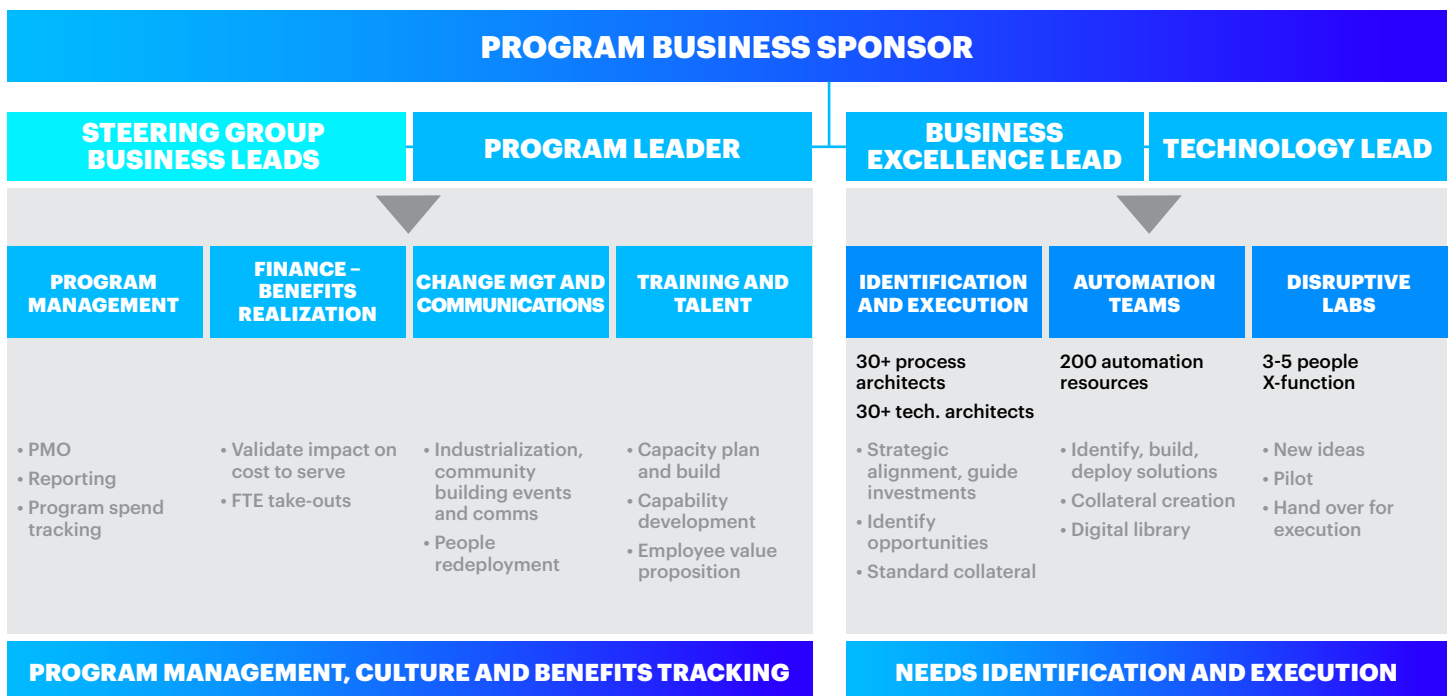 PROGRAM BUSINESS SPONSOR
STEERING GROUP
BUSINESS LEADS
PROGRAM LEADER
BUSINESS
EXCELLENCE LEAD
TECHNOLOGY LEAD
PROGRAM
MANAGEMENT
• PMO
• Reporting
• Program spend
tracking
FINANCE –
BENEFITS
REALIZATION
• Validate impact on
cost to serve
• FTE take-outs
CHANGE MGT AND
COMMUNICATIONS
• Industrialization,
community
building events
and comms
• People
redeployment
TRAINING AND
TALENT
• Capacity plan
and build
• Capability
development
• Employee value
proposition
PROGRAM MANAGEMENT, CULTURE AND BENEFITS TRACKING
IDENTIFICATION
AND EXECUTION
30+ process
architects
30+ tech. architects
• Strategic
alignment, guide
investments
• Identify
opportunities
• Standard collateral
AUTOMATION
TEAMS
200 automation
resources
• Identify, build,
deploy solutions
• Collateral creation
• Digital library
DISRUPTIVE
LABS
3-5 people
X-function
• New ideas
• Pilot
• Hand over for
execution
NEEDS IDENTIFICATION AND EXECUTION